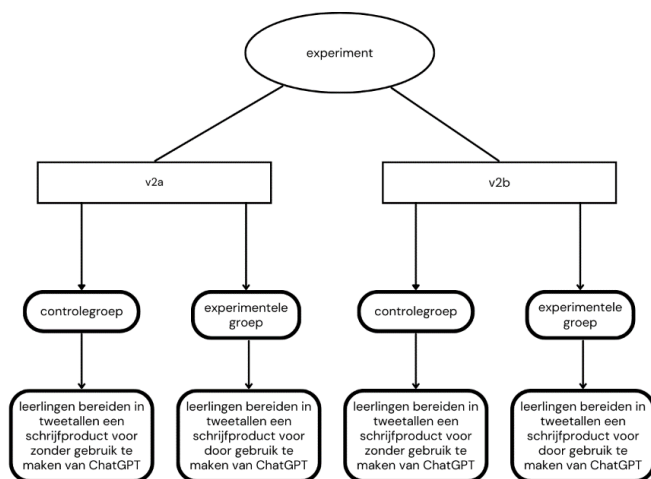 experiment
v2a
v2b
controlegroep
experimentele
groep
controlegroep
experimentele
groep
leerlingen bereiden in
tweetallen een
schrijfproduct voor
zonder gebruik te
maken van ChatGPT
leerlingen bereiden in
tweetallen een
schrijfproduct voor
door gebruik te
maken van ChatGPT
leerlingen bereiden in
tweetallen een
schrijfproduct voor
zonder gebruik te
maken van ChatGPT
leerlingen bereiden in
tweetallen een
schrijfproduct voor
door gebruik te
maken van ChatGPT